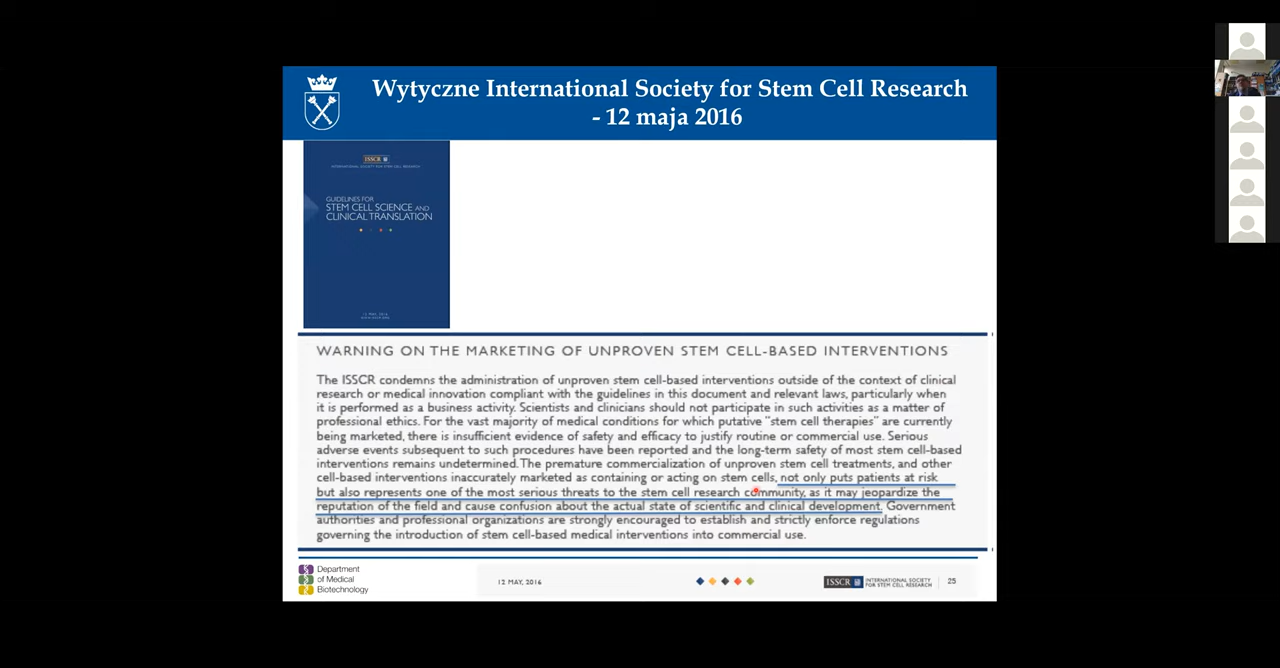 Wytyczne International Society for Stem Cell Research
- 12 maja 2016
ISSCR
INTERNATIONAL SOCIETY FOR STEM CELL RESEARCH
GUIDELINES FOR
STEM CELL SCIENCE AND
CLINICAL TRANSLATION
12 MAY, 2016
WARNING ON THE MARKETING OF UNPROVEN STEM CELL-BASED INTERVENTIONS
The ISSCR condemns the administration of unproven stem cell-based interventions outside of the context of clinical
research or medical innovation compliant with the guidelines in this document and relevant laws, particularly when
it is performed as a business activity. Scientists and clinicians should not participate in such activities as a matter of
professional ethics. For the vast majority of medical conditions for which putative "stem cell therapies" are currently
being marketed, there is insufficient evidence of safety and efficacy to justify routine or commercial use. Serious
adverse events subsequent to such procedures have been reported and the long-term safety of most stem cell-based
interventions remains undetermined. The premature commercialization of unproven stem cell treatments, and other
cell-based interventions inaccurately marketed as containing or acting on stem cells, not only puts patients at risk
but also represents one of the most serious threats to the stem cell research community, as it may jeopardize the
reputation of the field and cause confusion about the actual state of scientific and clinical development. Government
authorities and professional organizations are strongly encouraged to establish and strictly enforce regulations
governing the introduction of stem cell-based medical interventions into commercial use.
Department
of Medical
Biotechnology
12 MAY, 2016
ISSCR
INTERNATIONAL SOCIETY
FOR STEM CELL RESEARCH
25